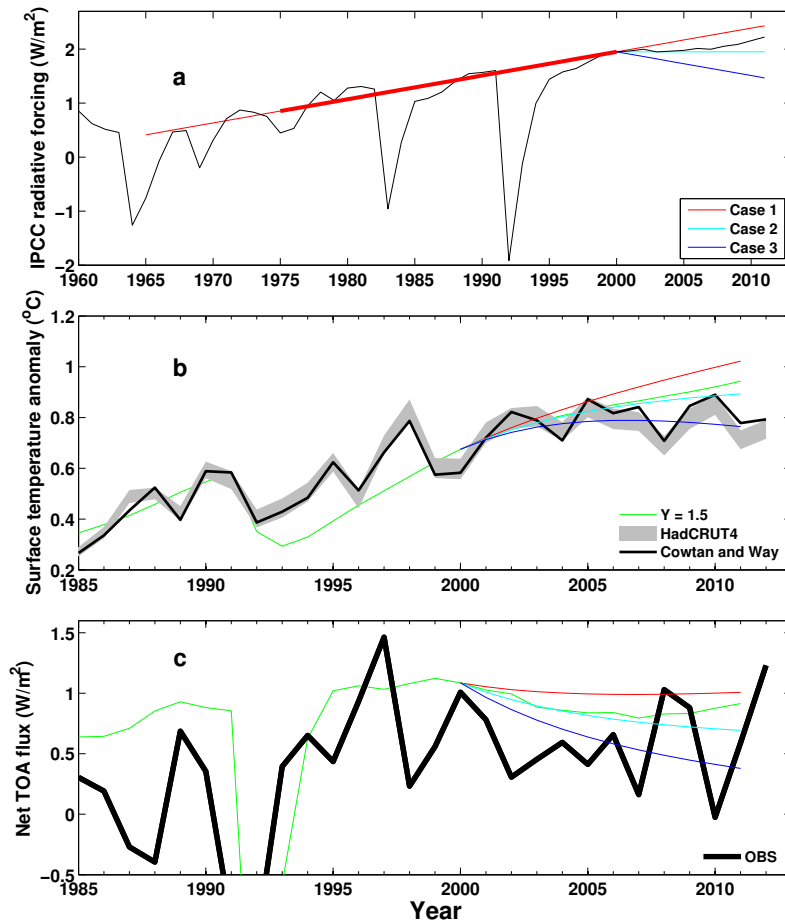 IPCC radiative forcing (W/m²)
a
2
1
0
−1
−2
1960 1965 1970 1975 1980 1985 1990 1995 2000 2005 2010
Case 1
Case 2
Case 3
Surface temperature anomaly (°C)
b
1.2
1
0.8
0.6
0.4
0.2
1985 1990 1995 2000 2005 2010
Y = 1.5
HadCRUT4
Cowtan and Way
Net TOA flux (W/m²)
c
1.5
1
0.5
0
−0.5
1985 1990 1995 2000 2005 2010
OBS
Year